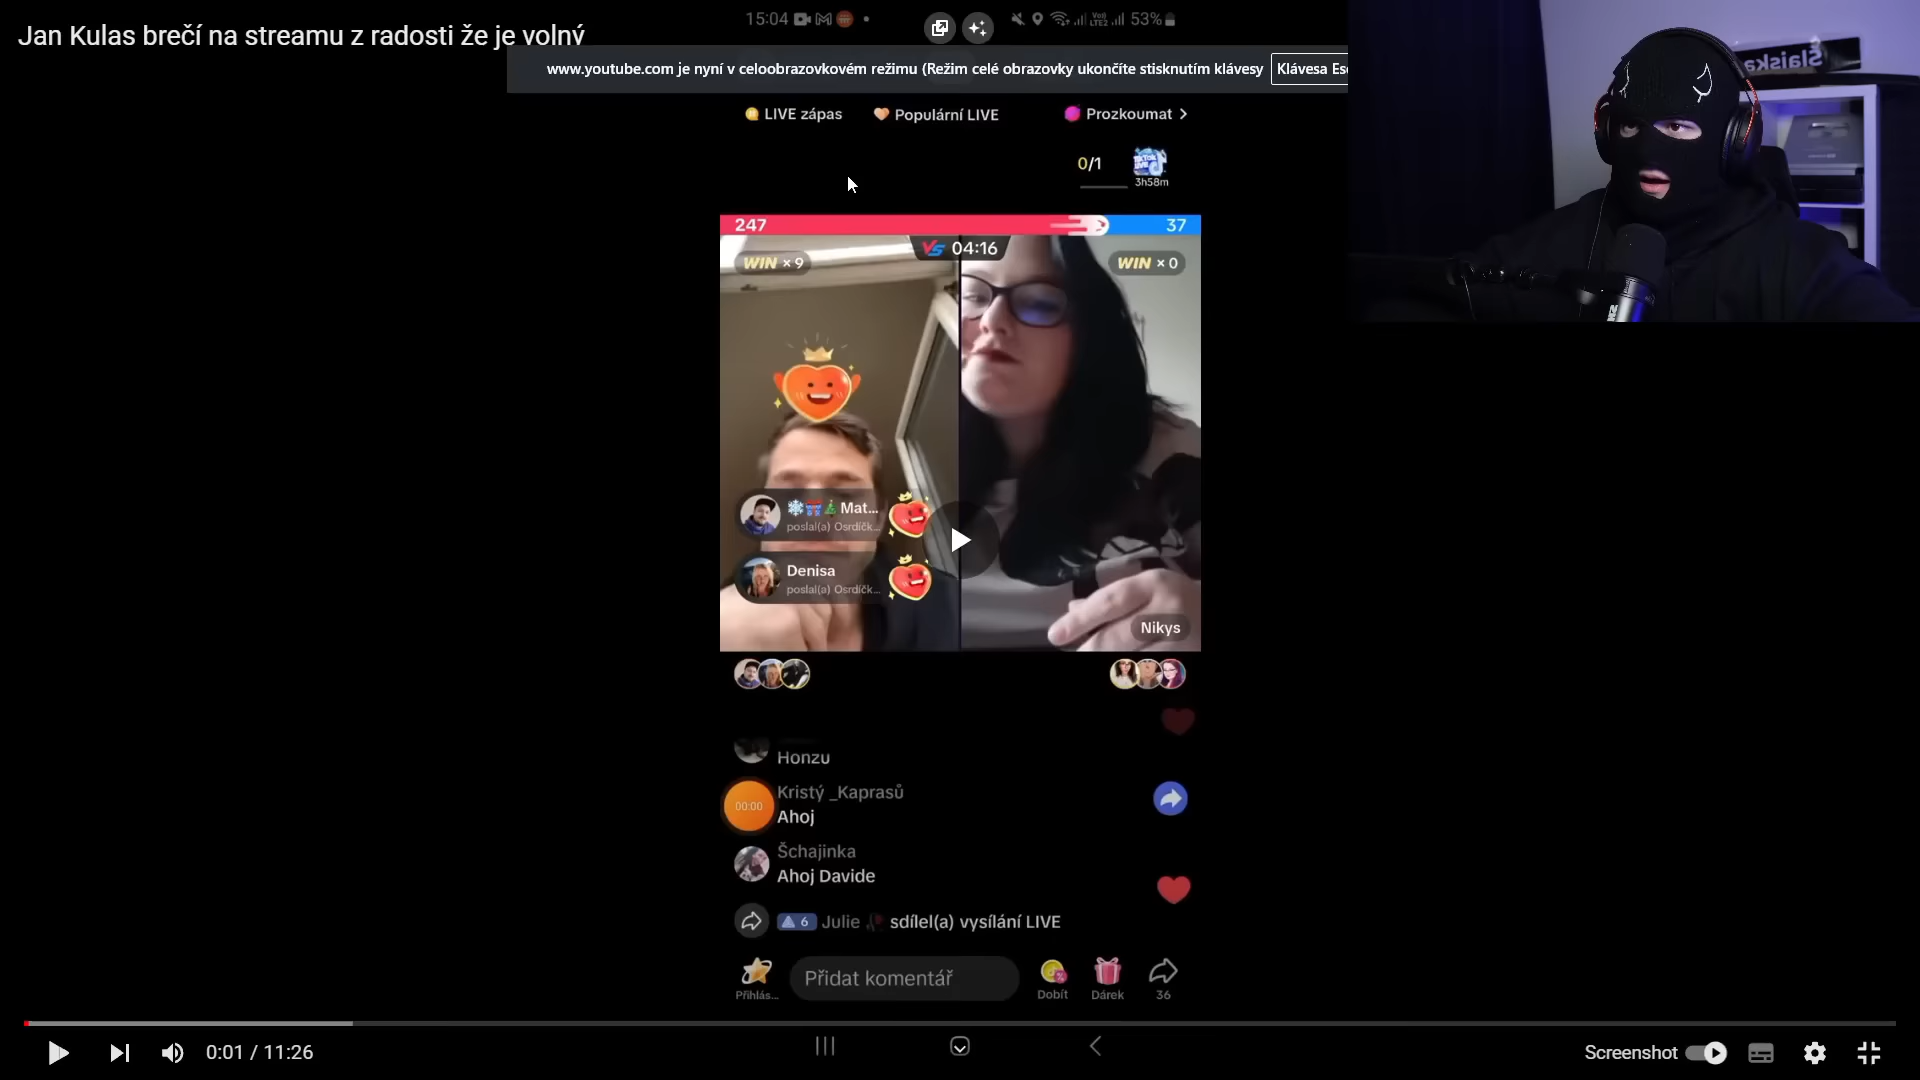 Jan Kulas brečí na streamu z radosti že je volný
15:04
53%
www.youtube.com je nyní v celoobrazovkovém režimu (Režim celé obrazovky ukončíte stisknutím klávesy Klávesa Esc
LIVE zápas
Populární LIVE
Prozkoumat >
0/1
3h58m
247
37
VS 04:16
WIN × 9
WIN × 0
Mat...
poslal(a) Osrdíčk...
Denisa
poslal(a) Osrdíčk...
Nikys
Honzu
Kristý _Kaprasů
00:00
Ahoj
Šchajinka
Ahoj Davide
6 Julie sdílel(a) vysílání LIVE
Přihlás...
Přidat komentář
Dobít
Dárek
36
0:01 / 11:26
Screenshot